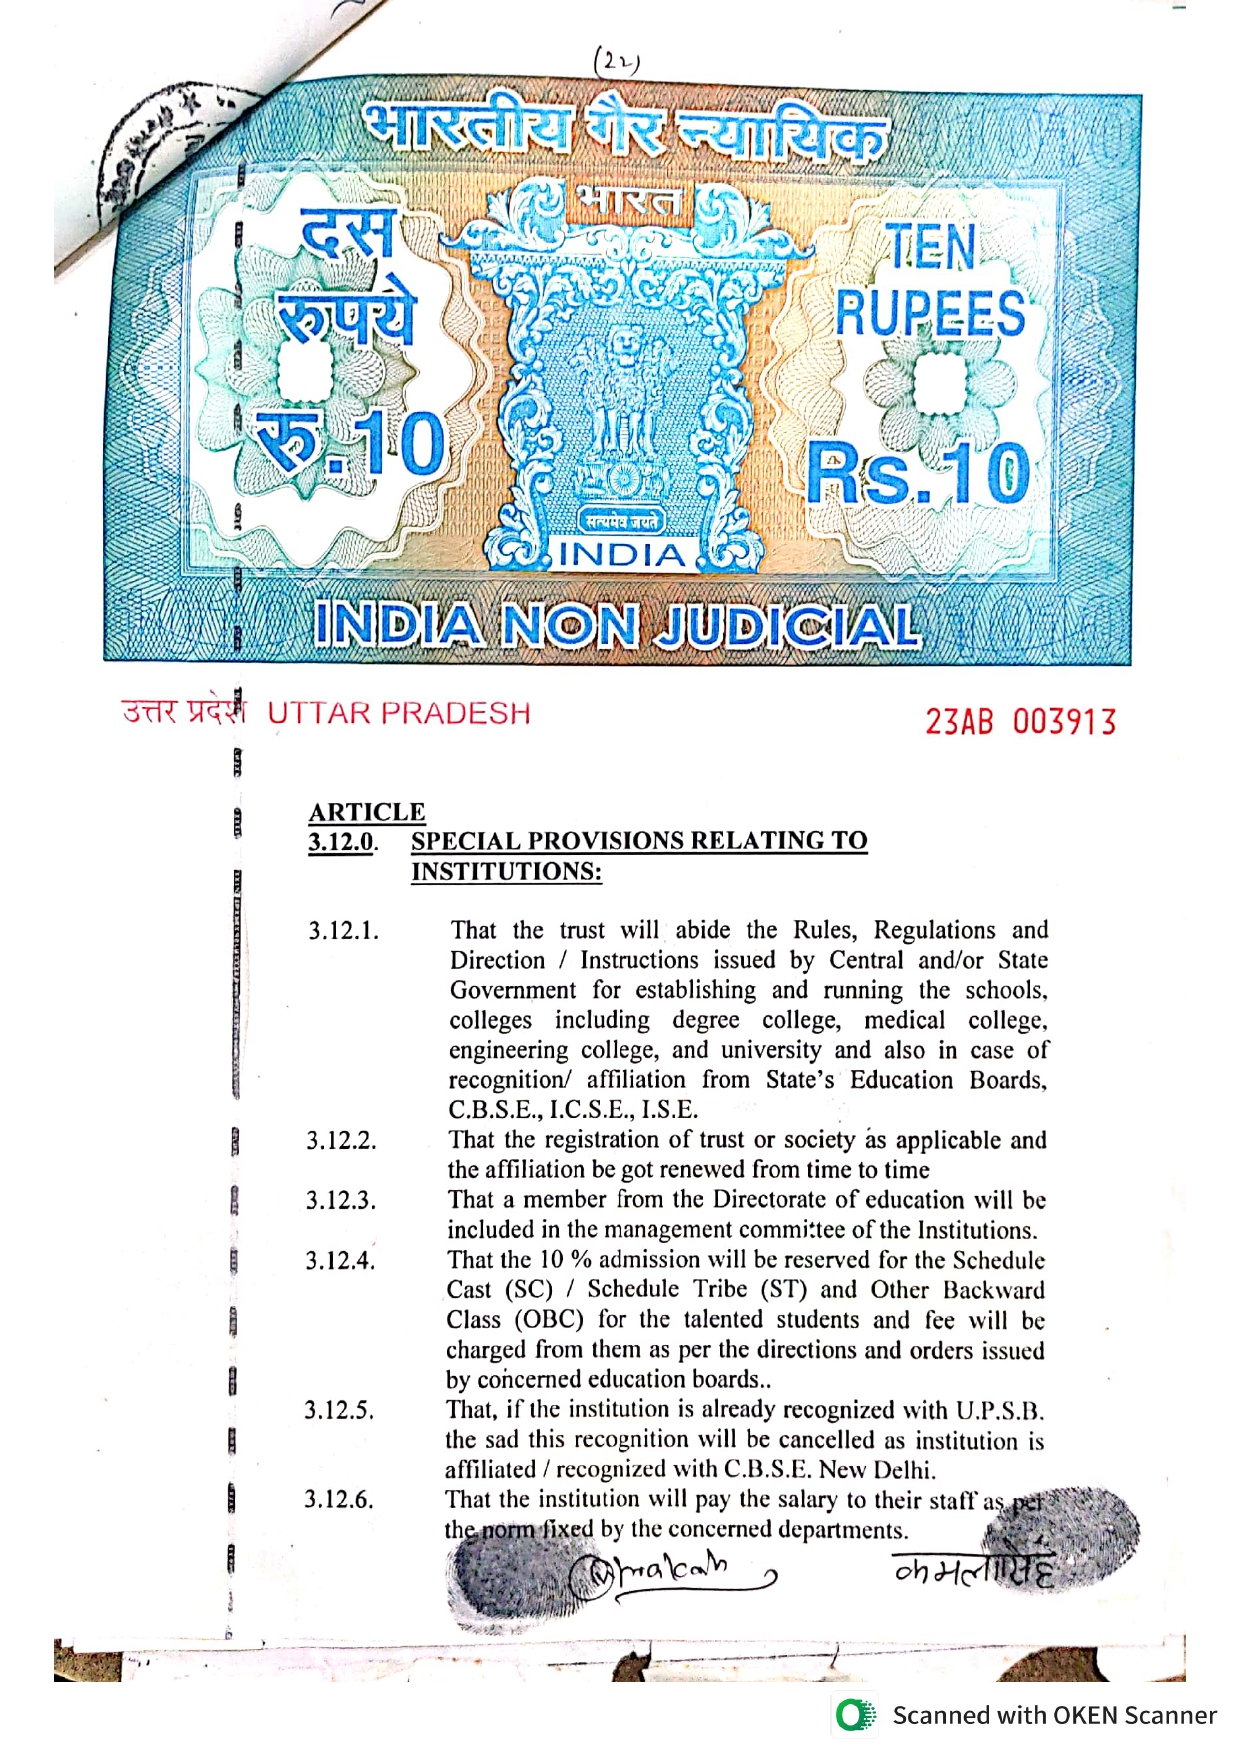 (22)
भारतीय गैर न्यायिक
भारत
दस
रुपये
रु.10
TEN
RUPEES
Rs.10
सत्यमेव जयते
INDIA
INDIA NON JUDICIAL
उत्तर प्रदेश UTTAR PRADESH
23AB 003913
ARTICLE
3.12.0. SPECIAL PROVISIONS RELATING TO
INSTITUTIONS:
3.12.1. That the trust will abide the Rules, Regulations and
Direction / Instructions issued by Central and/or State
Government for establishing and running the schools,
colleges including degree college, medical college,
engineering college, and university and also in case of
recognition/ affiliation from State's Education Boards,
C.B.S.E., I.C.S.E., I.S.E.
3.12.2. That the registration of trust or society as applicable and
the affiliation be got renewed from time to time
3.12.3. That a member from the Directorate of education will be
included in the management committee of the Institutions.
3.12.4. That the 10 % admission will be reserved for the Schedule
Cast (SC) / Schedule Tribe (ST) and Other Backward
Class (OBC) for the talented students and fee will be
charged from them as per the directions and orders issued
by concerned education boards..
3.12.5. That, if the institution is already recognized with U.P.S.B.
the sad this recognition will be cancelled as institution is
affiliated / recognized with C.B.S.E. New Delhi.
3.12.6. That the institution will pay the salary to their staff as per
the norm fixed by the concerned departments.
कमलासिंह
Scanned with OKEN Scanner